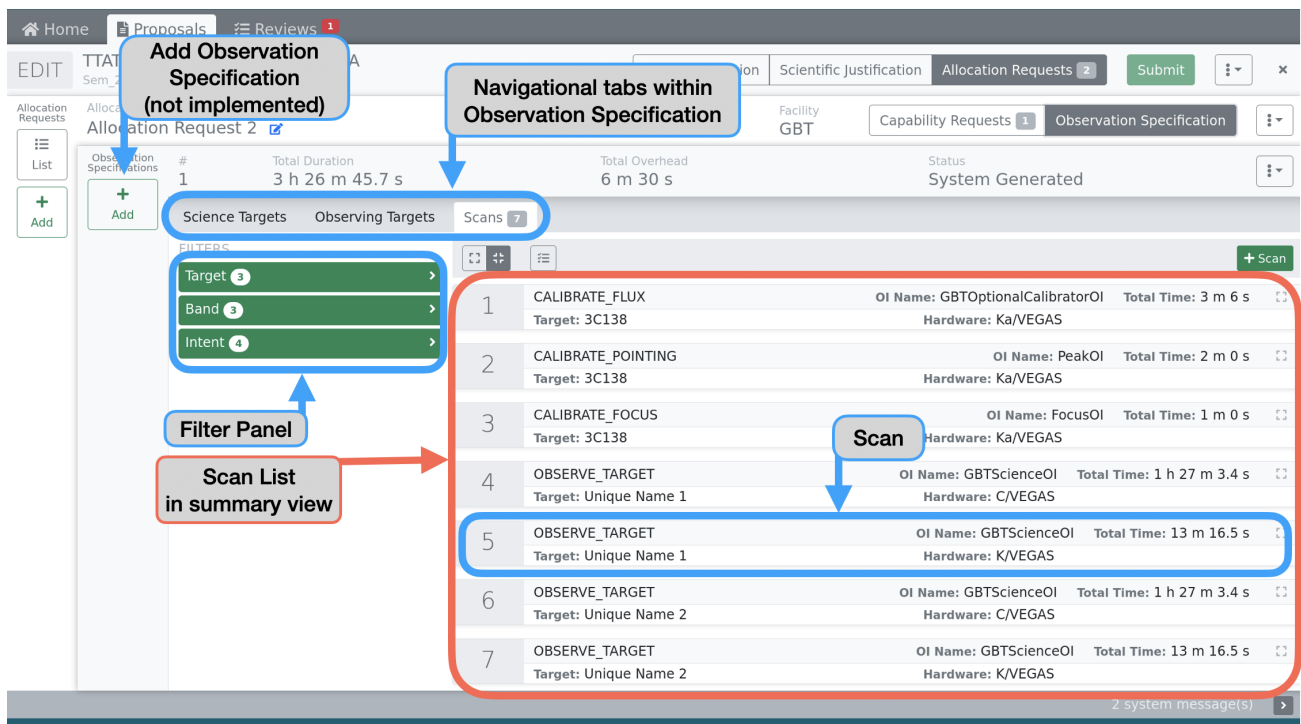 Home Proposals Reviews 1
Add Observation
Specification
(not implemented)
EDIT TTAT A Scientific Justification Allocation Requests 2 Submit
Sem_2
Navigational tabs within
Observation Specification
Allocation
Requests
List
+
Add
Allocation Request 2
Facility
GBT
Capability Requests 1 Observation Specification
Observation
Specifications
+
Add
# Total Duration Total Overhead Status
1 3 h 26 m 45.7 s 6 m 30 s System Generated
Science Targets Observing Targets Scans 7
FILTERS
Target 3
Band 3
Intent 4
+ Scan
Filter Panel
Scan List
in summary view
Scan
1 CALIBRATE_FLUX OI Name: GBTOptionalCalibratorOI Total Time: 3 m 6 s
Target: 3C138 Hardware: Ka/VEGAS
2 CALIBRATE_POINTING OI Name: PeakOI Total Time: 2 m 0 s
Target: 3C138 Hardware: Ka/VEGAS
3 CALIBRATE_FOCUS OI Name: FocusOI Total Time: 1 m 0 s
Target: 3C138 Hardware: Ka/VEGAS
4 OBSERVE_TARGET OI Name: GBTScienceOI Total Time: 1 h 27 m 3.4 s
Target: Unique Name 1 Hardware: C/VEGAS
5 OBSERVE_TARGET OI Name: GBTScienceOI Total Time: 13 m 16.5 s
Target: Unique Name 1 Hardware: K/VEGAS
6 OBSERVE_TARGET OI Name: GBTScienceOI Total Time: 1 h 27 m 3.4 s
Target: Unique Name 2 Hardware: C/VEGAS
7 OBSERVE_TARGET OI Name: GBTScienceOI Total Time: 13 m 16.5 s
Target: Unique Name 2 Hardware: K/VEGAS
2 system message(s)